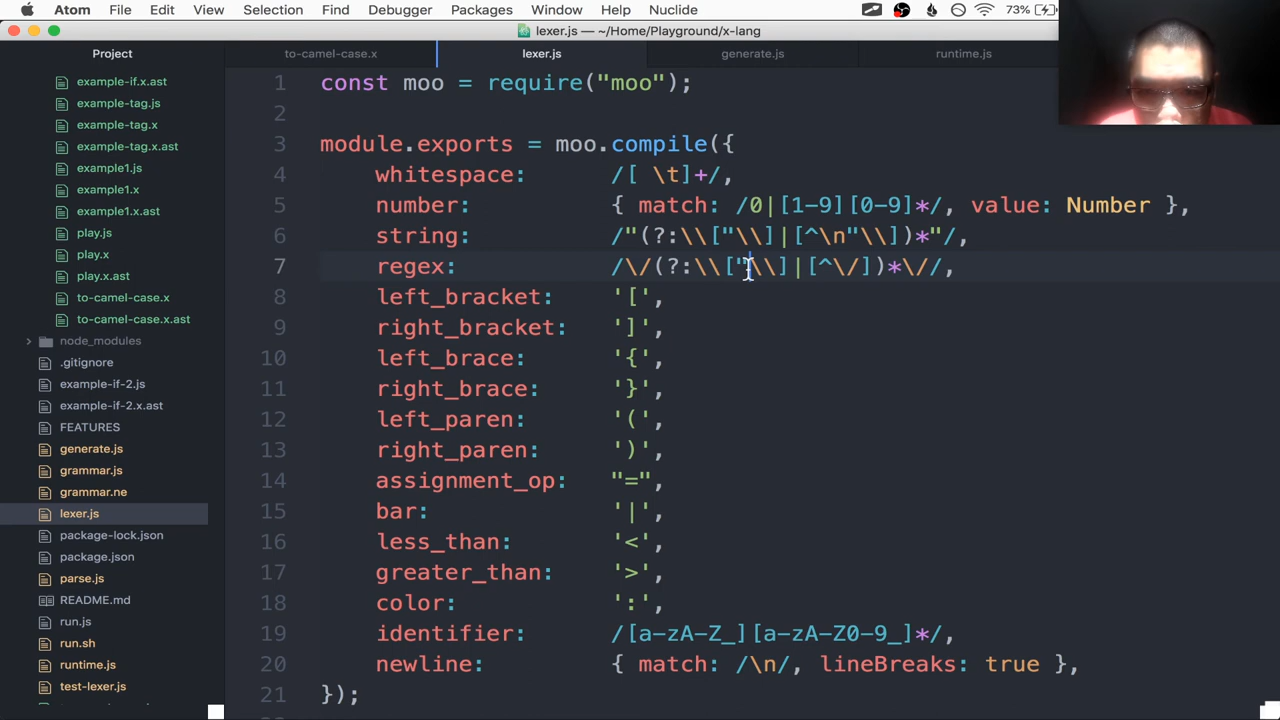 Atom File Edit View Selection Find Debugger Packages Window Help Nuclide 73%
lexer.js — ~/Home/Playground/x-lang
Project
to-camel-case.x lexer.js generate.js runtime.js
example-if.x.ast
example-tag.js
example-tag.x
example-tag.x.ast
example1.js
example1.x
example1.x.ast
play.js
play.x
play.x.ast
to-camel-case.x
to-camel-case.x.ast
node_modules
.gitignore
example-if-2.js
example-if-2.x.ast
FEATURES
generate.js
grammar.js
grammar.ne
lexer.js
package-lock.json
package.json
parse.js
README.md
run.js
run.sh
runtime.js
test-lexer.js
1 const moo = require("moo");
2
3 module.exports = moo.compile({
4 whitespace: /[ \t]+/,
5 number: { match: /0|[1-9][0-9]*/, value: Number },
6 string: /"(?:\\["\\]|[^\n"\\])*"/,
7 regex: /\/(?:\\["\\]|[^\/])*\//,
8 left_bracket: '[',
9 right_bracket: ']',
10 left_brace: '{',
11 right_brace: '}',
12 left_paren: '(',
13 right_paren: ')',
14 assignment_op: "=",
15 bar: '|',
16 less_than: '<',
17 greater_than: '>',
18 color: ':',
19 identifier: /[a-zA-Z_][a-zA-Z0-9_]*/,
20 newline: { match: /\n/, lineBreaks: true },
21 });